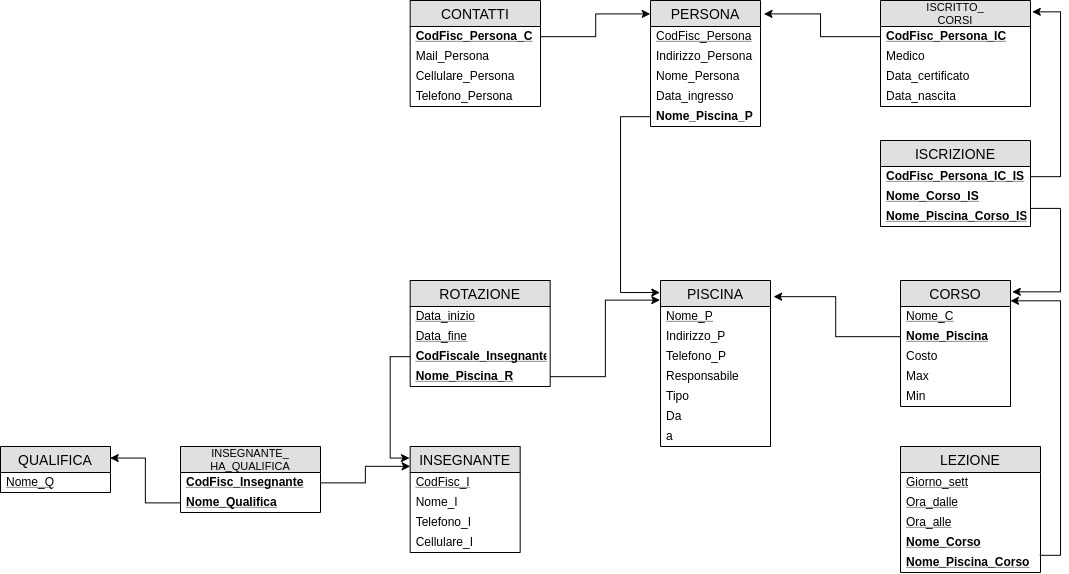 CONTATTI
CodFisc_Persona_C
Mail_Persona
Cellulare_Persona
Telefono_Persona
PERSONA
CodFisc_Persona
Indirizzo_Persona
Nome_Persona
Data_ingresso
Nome_Piscina_P
ISCRITTO_
CORSI
CodFisc_Persona_IC
Medico
Data_certificato
Data_nascita
ISCRIZIONE
CodFisc_Persona_IC_IS
Nome_Corso_IS
Nome_Piscina_Corso_IS
ROTAZIONE
Data_inizio
Data_fine
CodFiscale_Insegnante
Nome_Piscina_R
PISCINA
Nome_P
Indirizzo_P
Telefono_P
Responsabile
Tipo
Da
a
CORSO
Nome_C
Nome_Piscina
Costo
Max
Min
QUALIFICA
Nome_Q
INSEGNANTE_
HA_QUALIFICA
CodFisc_Insegnante
Nome_Qualifica
INSEGNANTE
CodFisc_I
Nome_I
Telefono_I
Cellulare_I
LEZIONE
Giorno_sett
Ora_dalle
Ora_alle
Nome_Corso
Nome_Piscina_Corso